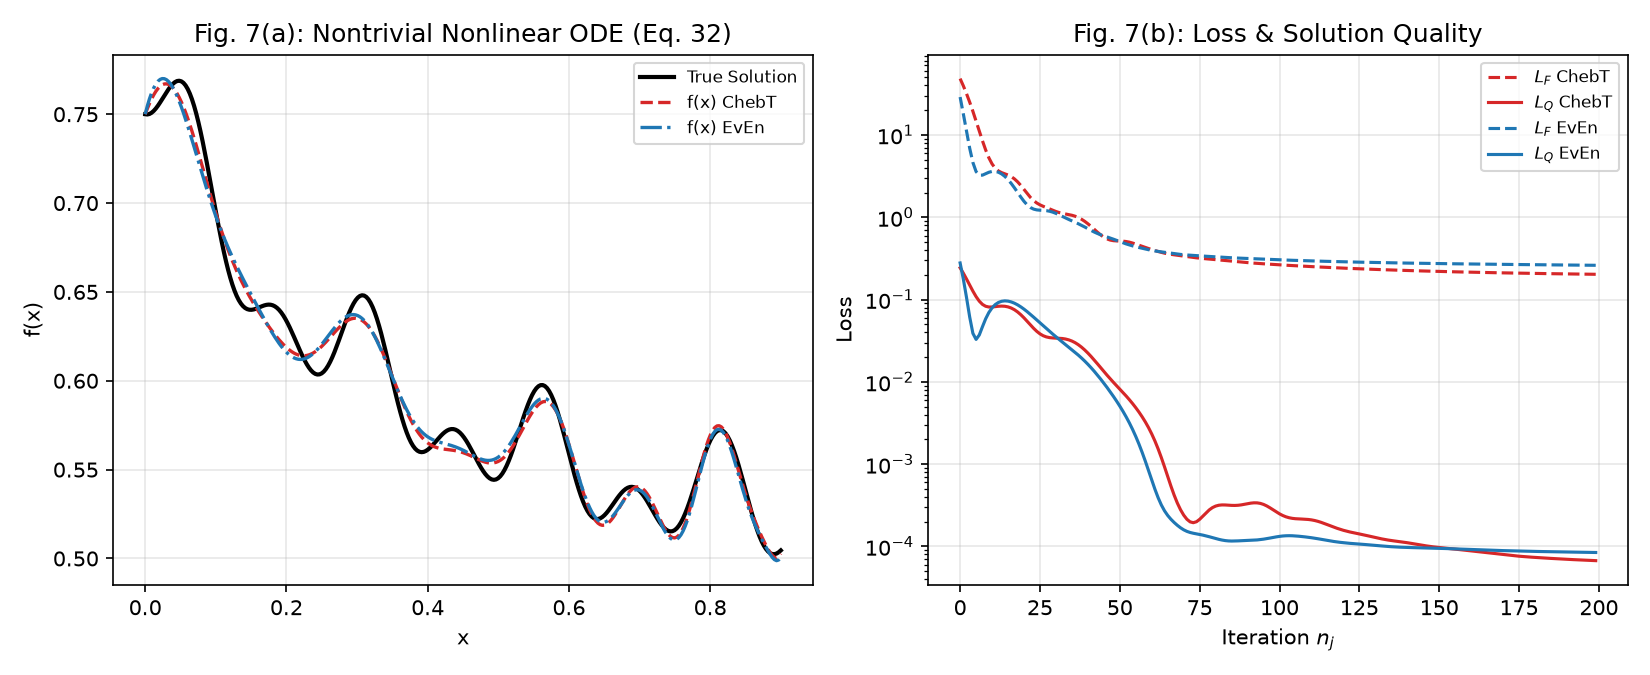 Fig. 7(a): Nontrivial Nonlinear ODE (Eq. 32)
True Solution
f(x) ChebT
f(x) EvEn
f(x)
0.75
0.70
0.65
0.60
0.55
0.50
0.0 0.2 0.4 0.6 0.8
x
Fig. 7(b): Loss & Solution Quality
L_F ChebT
L_Q ChebT
L_F EvEn
L_Q EvEn
Loss
10^1
10^0
10^−1
10^−2
10^−3
10^−4
0 25 50 75 100 125 150 175 200
Iteration n_j